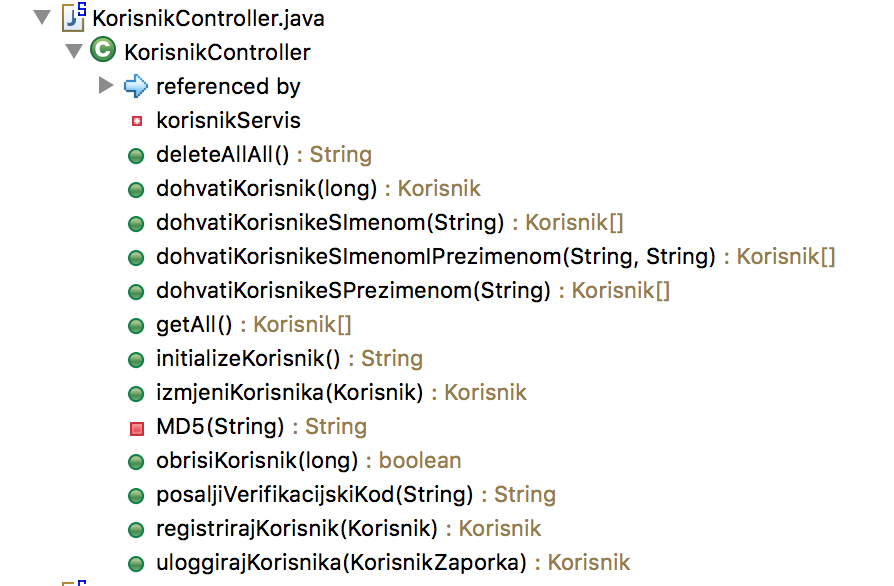 KorisnikController.java
KorisnikController
referenced by
korisnikServis
deleteAllAll() : String
dohvatiKorisnik(long) : Korisnik
dohvatiKorisnikeSImenom(String) : Korisnik[]
dohvatiKorisnikeSImenomIPrezimenom(String, String) : Korisnik[]
dohvatiKorisnikeSPrezimenom(String) : Korisnik[]
getAll() : Korisnik[]
initializeKorisnik() : String
izmjeniKorisnika(Korisnik) : Korisnik
MD5(String) : String
obrisiKorisnik(long) : boolean
posaljiVerifikacijskiKod(String) : String
registrirajKorisnik(Korisnik) : Korisnik
uloggirajKorisnika(KorisnikZaporka) : Korisnik